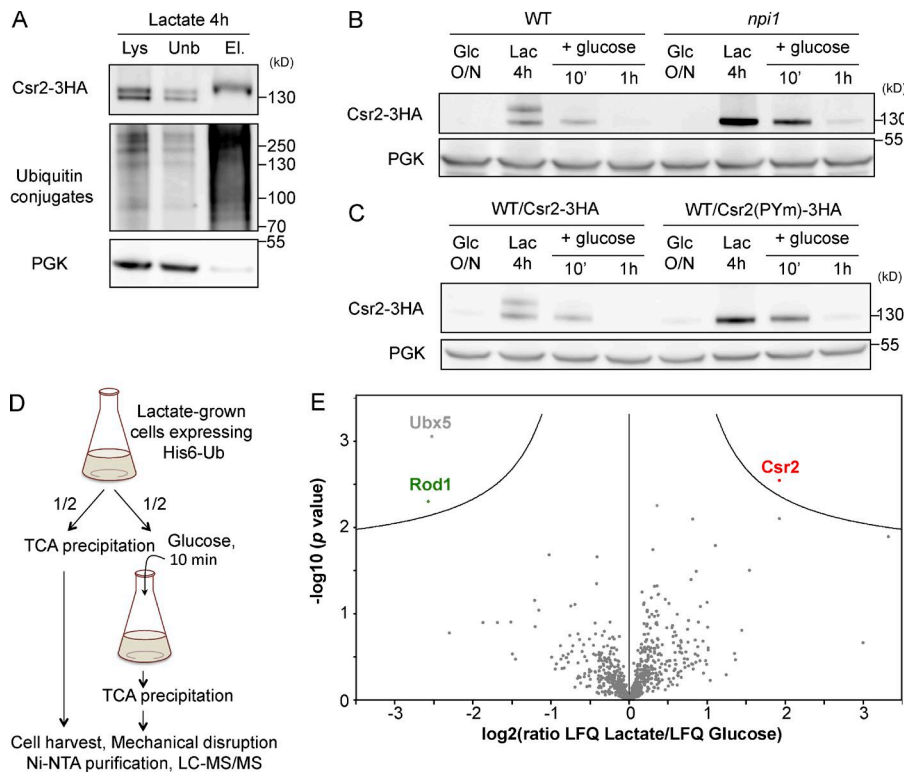 A
Lactate 4h
Lys Unb El.
(kD)
Csr2-3HA
130
Ubiquitin
conjugates
250
130
100
70
55
PGK
B
WT npi1
Glc
O/N
Lac
4h
+ glucose
10' 1h
Glc
O/N
Lac
4h
+ glucose
10' 1h
(kD)
Csr2-3HA
130
55
PGK
C
WT/Csr2-3HA WT/Csr2(PYm)-3HA
Glc
O/N
Lac
4h
+ glucose
10' 1h
Glc
O/N
Lac
4h
+ glucose
10' 1h
(kD)
Csr2-3HA
130
55
PGK
D
Lactate-grown
cells expressing
His6-Ub
1/2 1/2
TCA precipitation
Glucose,
10 min
TCA precipitation
Cell harvest, Mechanical disruption
Ni-NTA purification, LC-MS/MS
E
-log10 (p value)
3
2
1
0
Ubx5
Rod1
Csr2
-3 -2 -1 0 1 2 3
log2(ratio LFQ Lactate/LFQ Glucose)